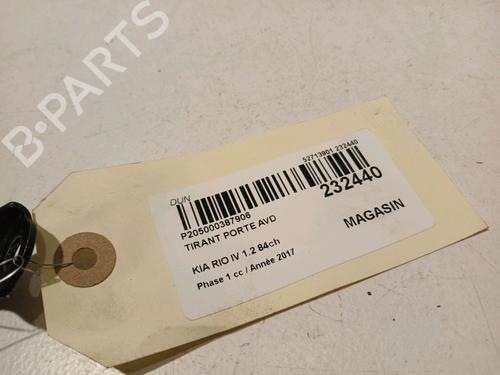 B-PARTS
DUN
52713901 232440
P205000387906
232440
TIRANT PORTE AVD
MAGASIN
KIA RIO IV 1.2 84ch
Phase 1 cc / Année 2017